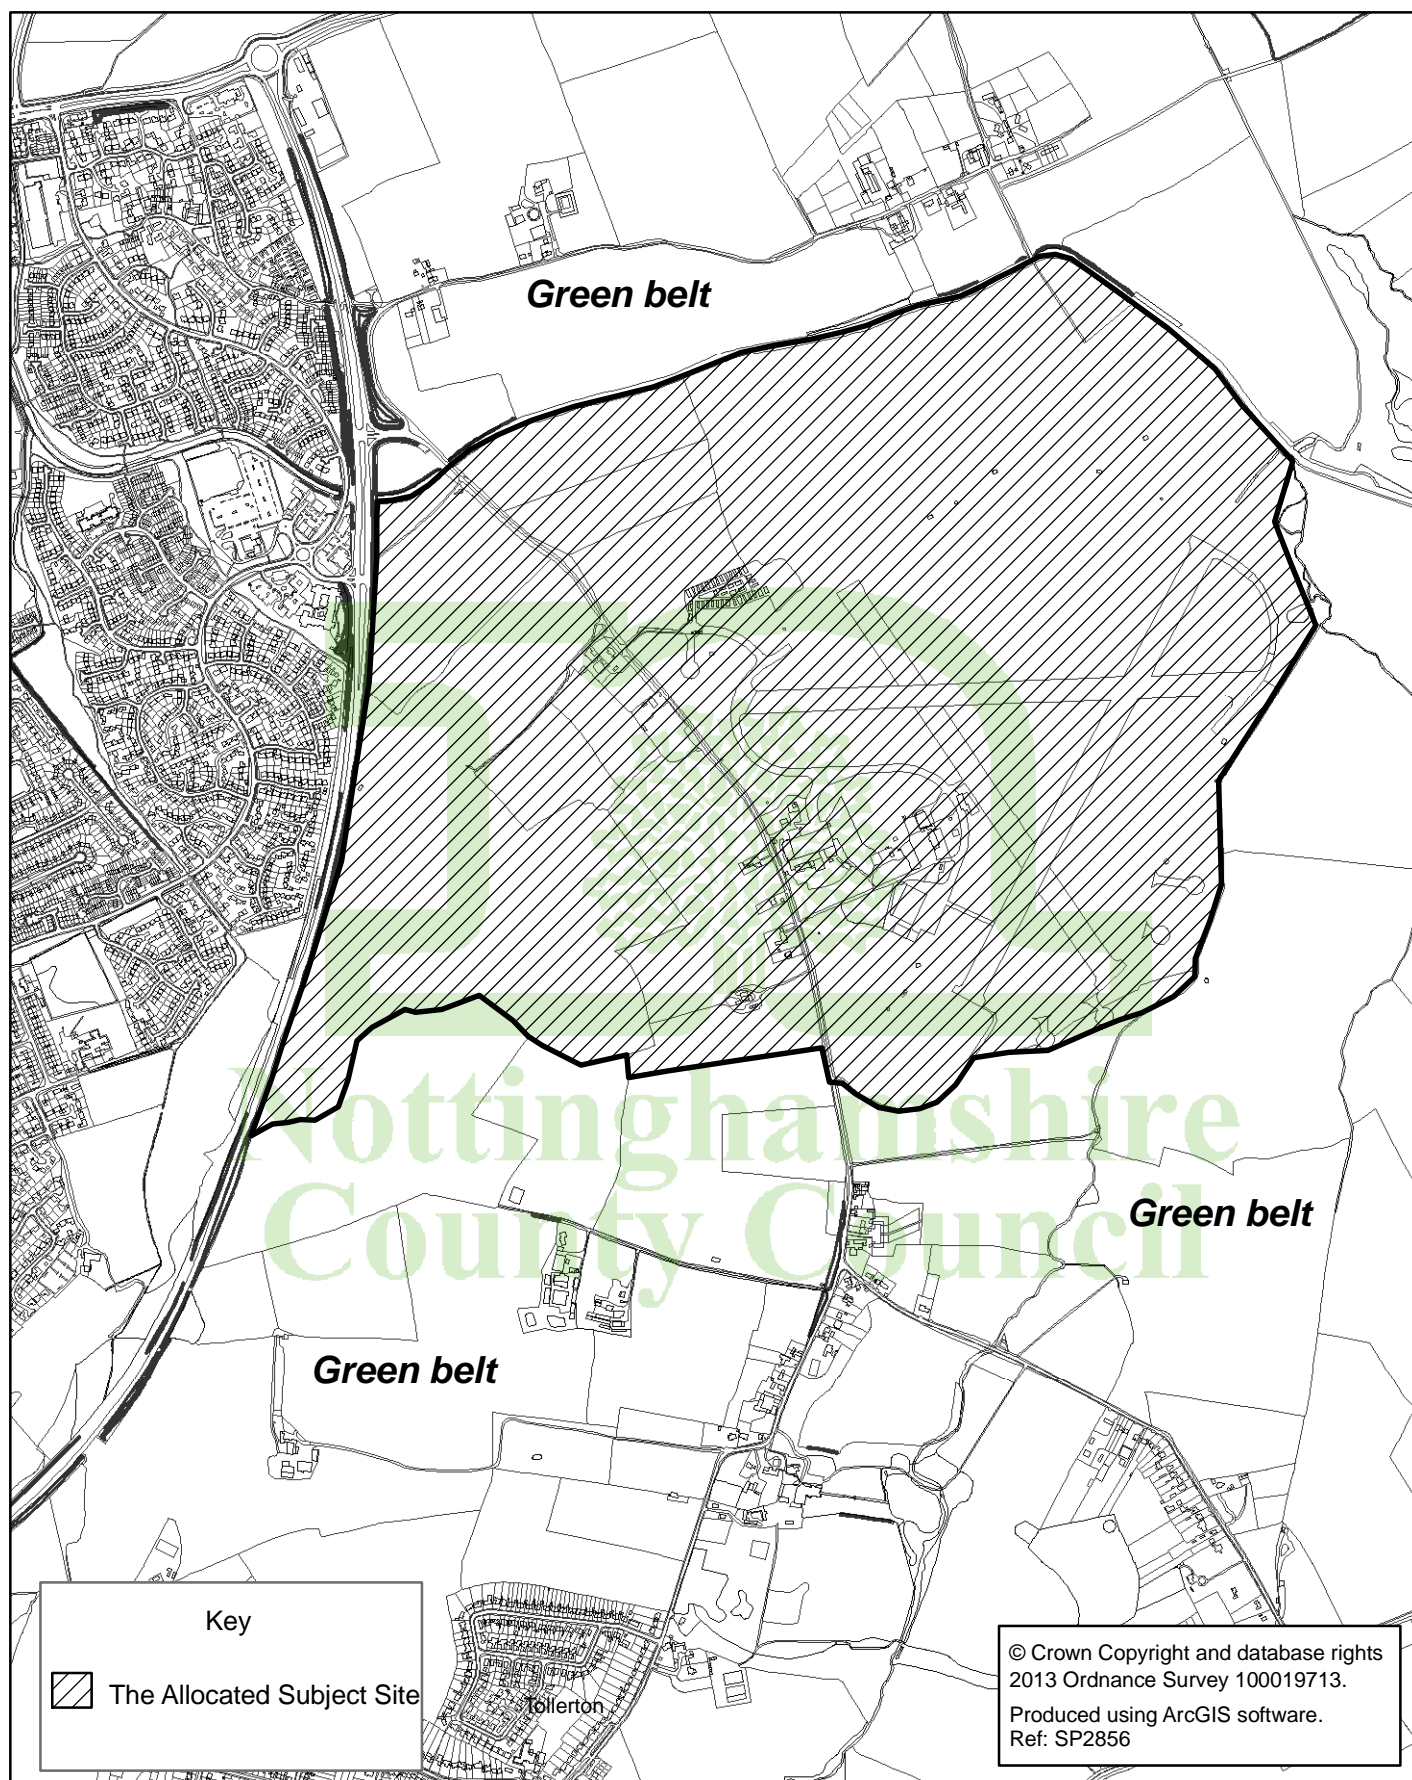 Green belt
Nottinghamshire
County Council
Green belt
Green belt
Key
The Allocated Subject Site
Tollerton
© Crown Copyright and database rights
2013 Ordnance Survey 100019713.
Produced using ArcGIS software.
Ref: SP2856